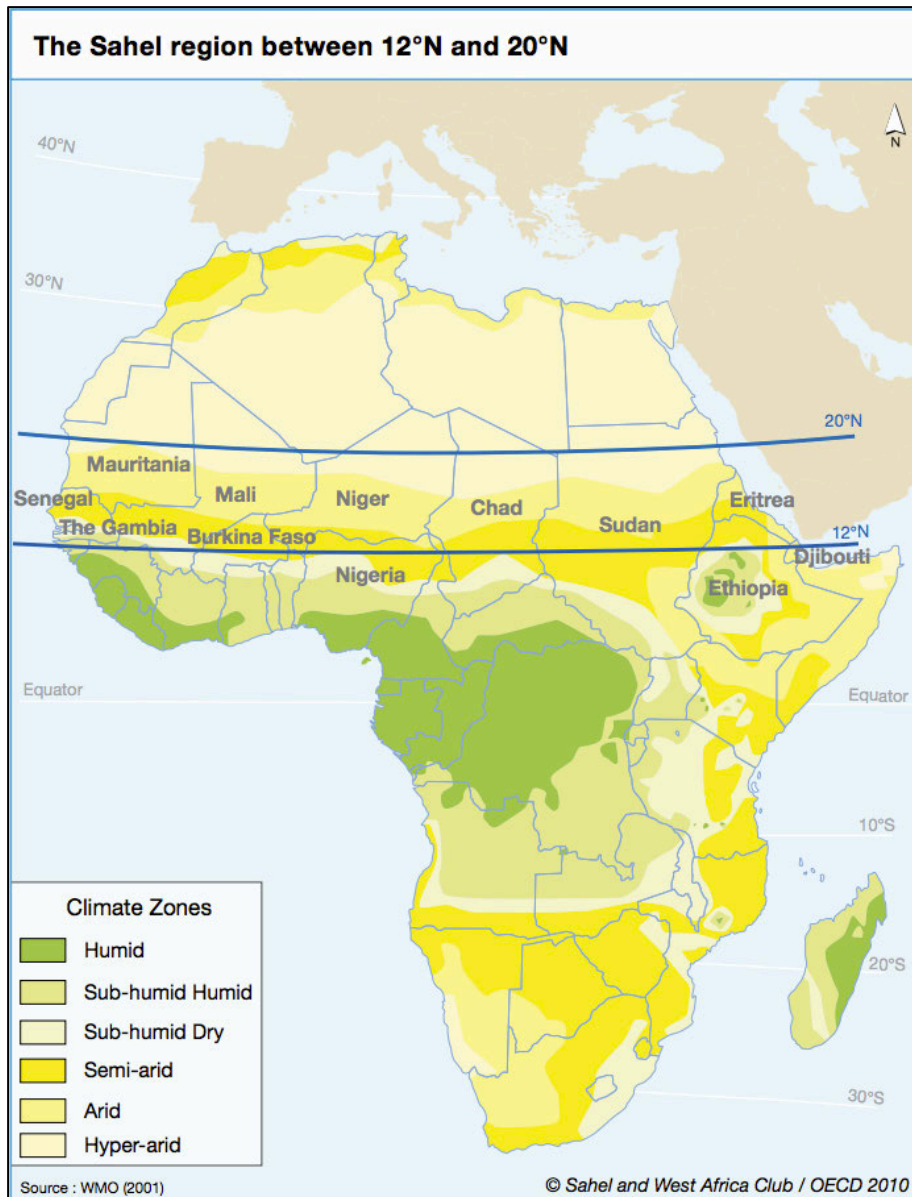 The Sahel region between 12°N and 20°N
N
40°N
30°N
20°N
Mauritania
Senegal
Mali
Niger
Chad
Eritrea
Sudan
The Gambia
Burkina Faso
12°N
Djibouti
Nigeria
Ethiopia
Equator
Equator
10°S
20°S
30°S
Climate Zones
Humid
Sub-humid Humid
Sub-humid Dry
Semi-arid
Arid
Hyper-arid
Source : WMO (2001)
© Sahel and West Africa Club / OECD 2010